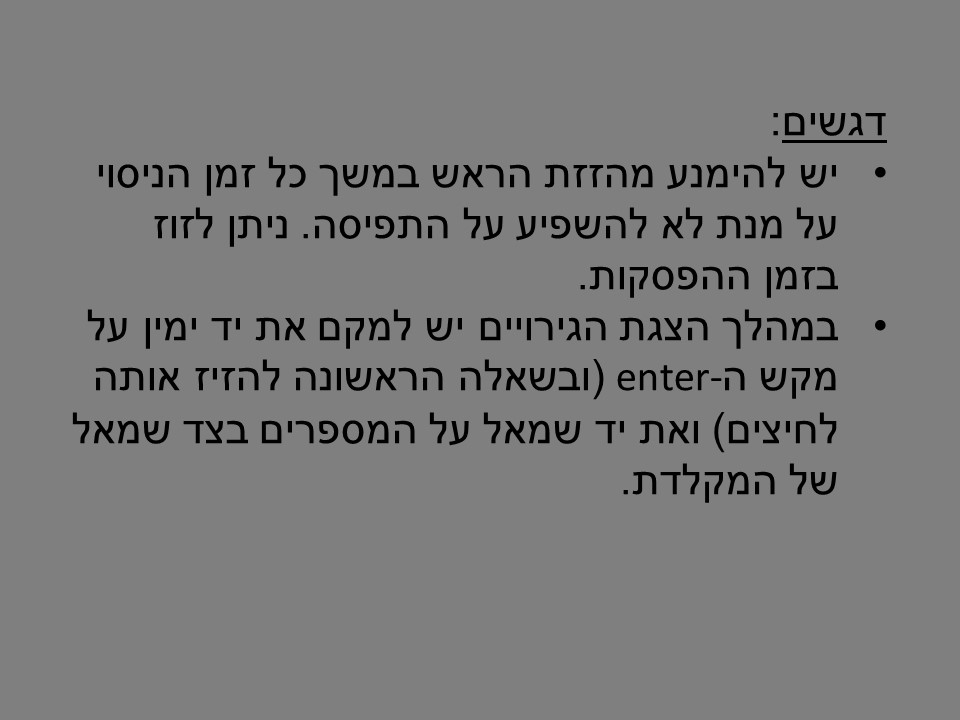 דגשים:
• יש להימנע מהזזת הראש במשך כל זמן הניסוי
על מנת לא להשפיע על התפיסה. ניתן לזוז
בזמן ההפסקות.
• במהלך הצגת הגירויים יש למקם את יד ימין על
מקש ה-enter (ובשאלה הראשונה להזיז אותה
לחיצים) ואת יד שמאל על המספרים בצד שמאל
של המקלדת.